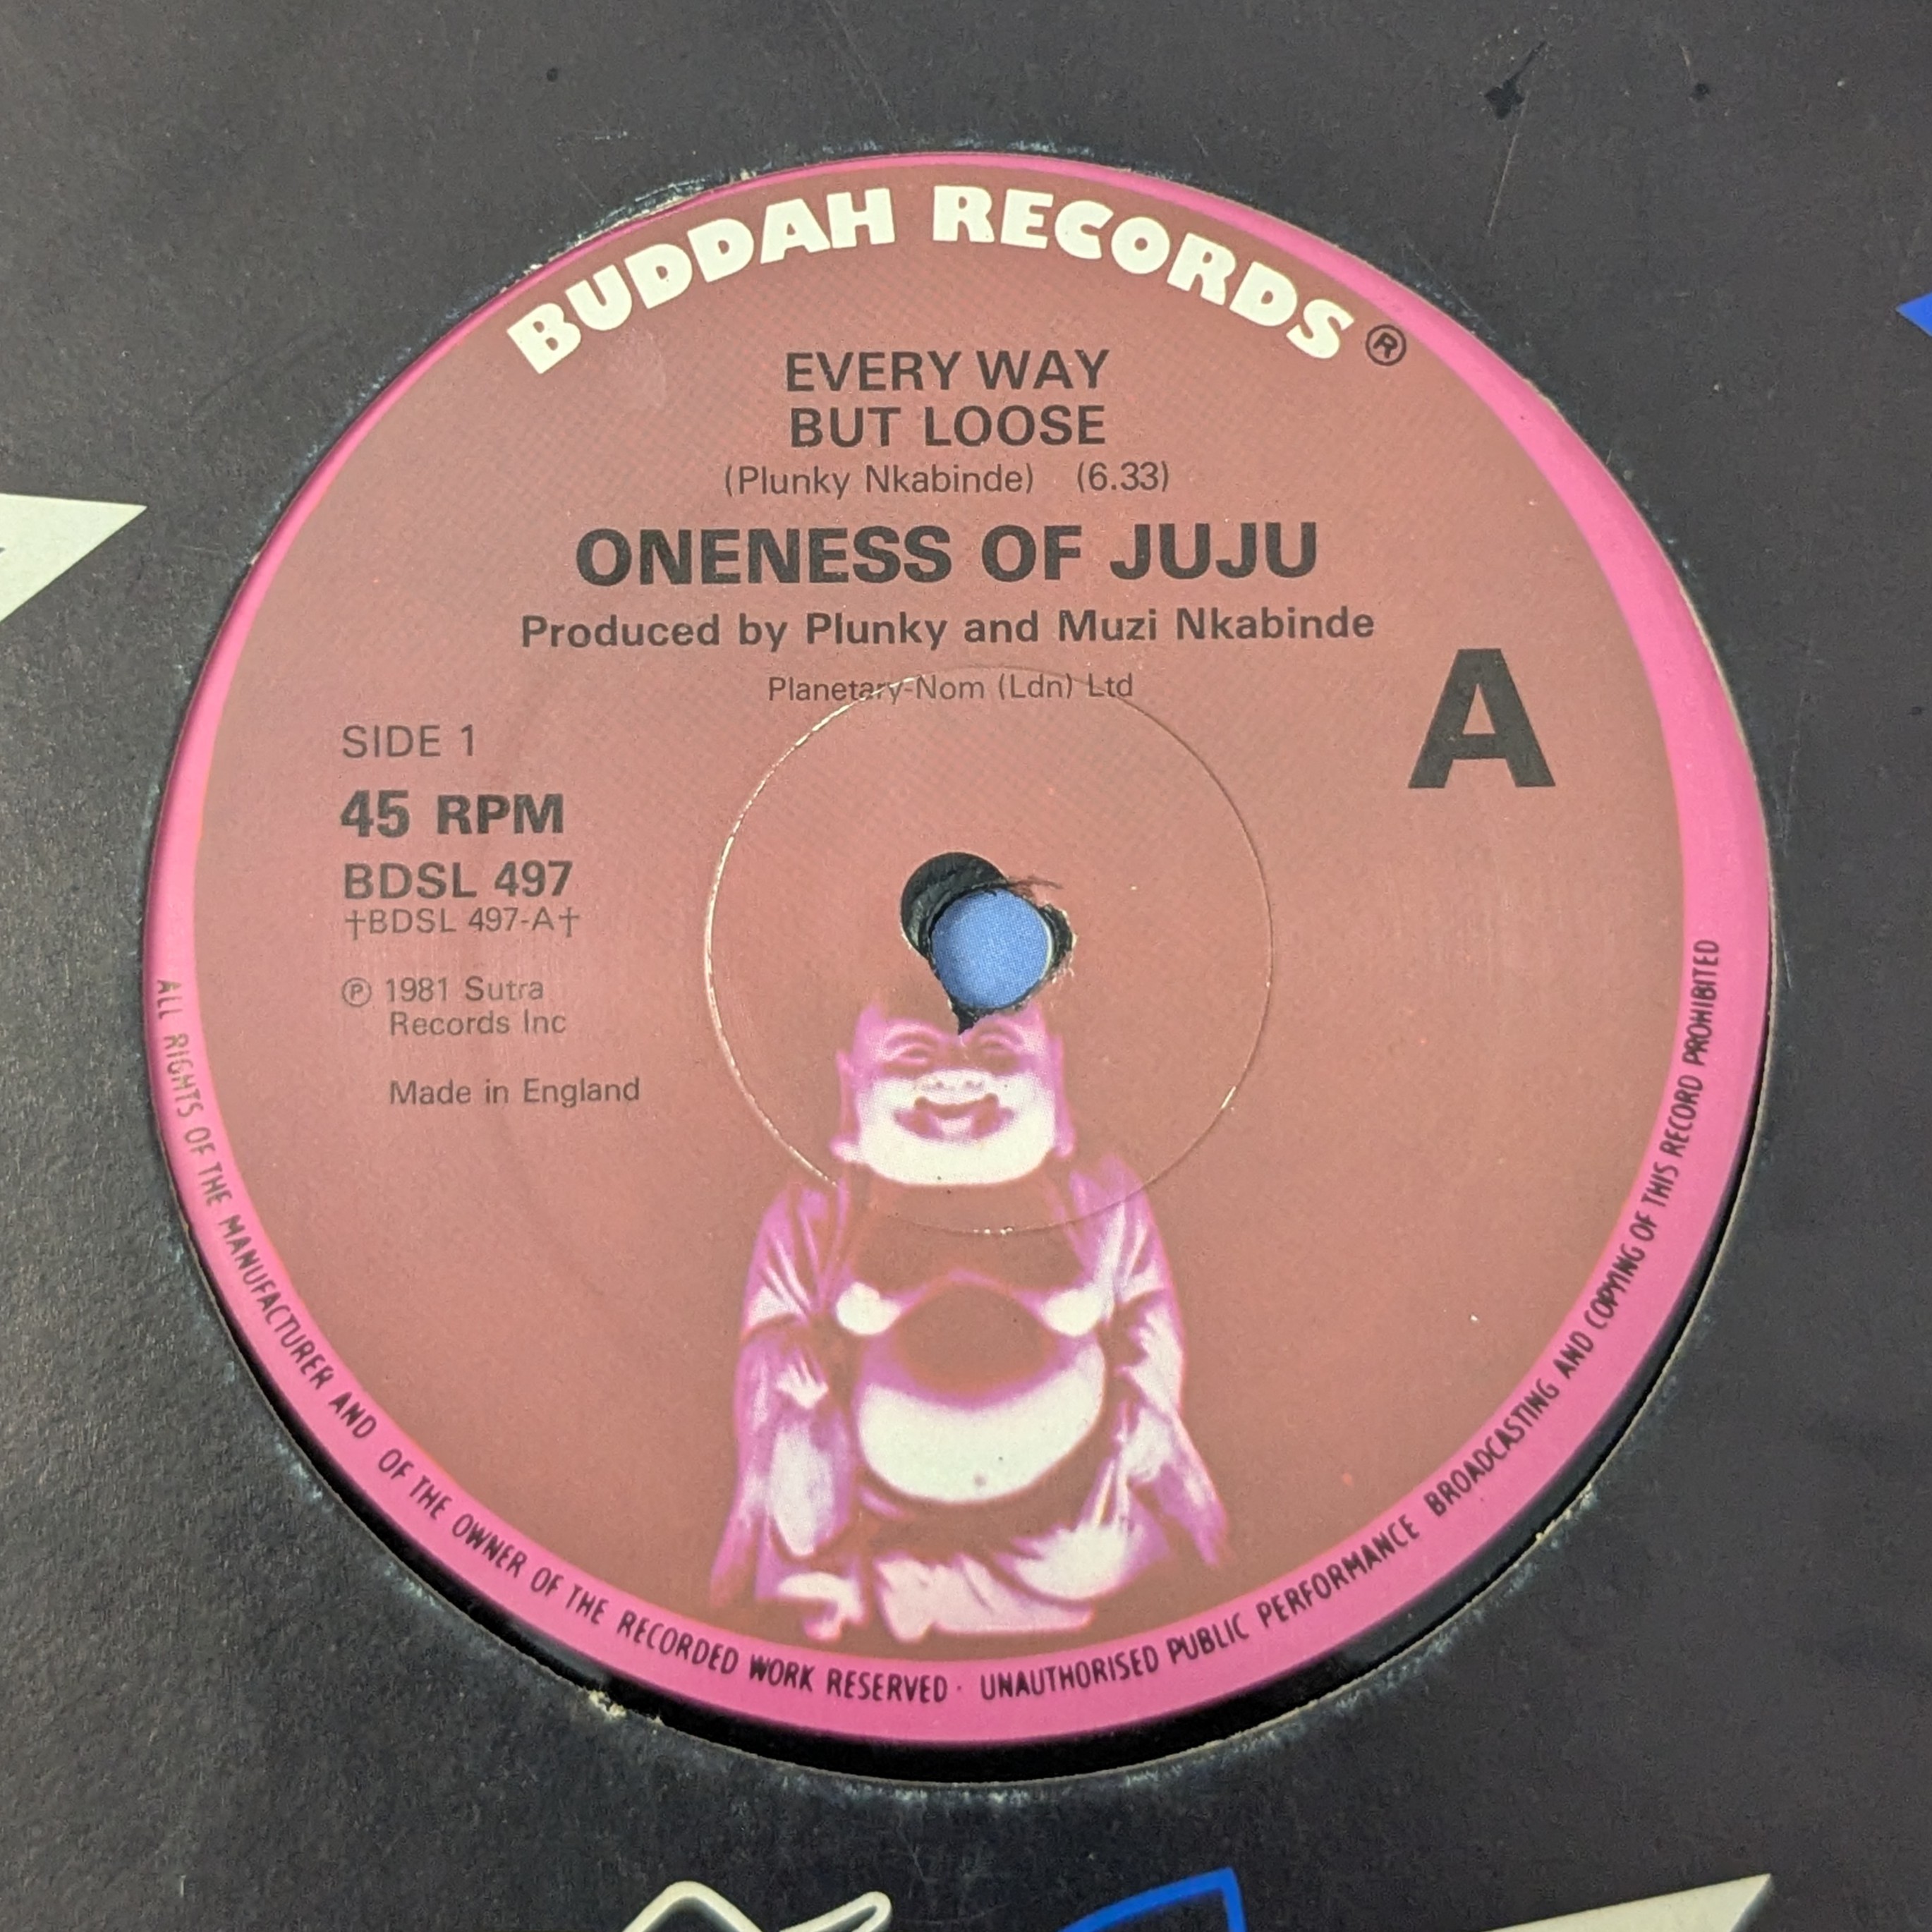 BUDDAH RECORDS ®
EVERY WAY
BUT LOOSE
(Plunky Nkabinde) (6.33)
ONENESS OF JUJU
Produced by Plunky and Muzi Nkabinde
Planetary-Nom (Ldn) Ltd
A
SIDE 1
45 RPM
BDSL 497
†BDSL 497-A†
℗ 1981 Sutra
Records Inc
Made in England
ALL RIGHTS OF THE MANUFACTURER AND OF THE OWNER OF THE RECORDED WORK RESERVED · UNAUTHORISED PUBLIC PERFORMANCE BROADCASTING AND COPYING OF THIS RECORD PROHIBITED